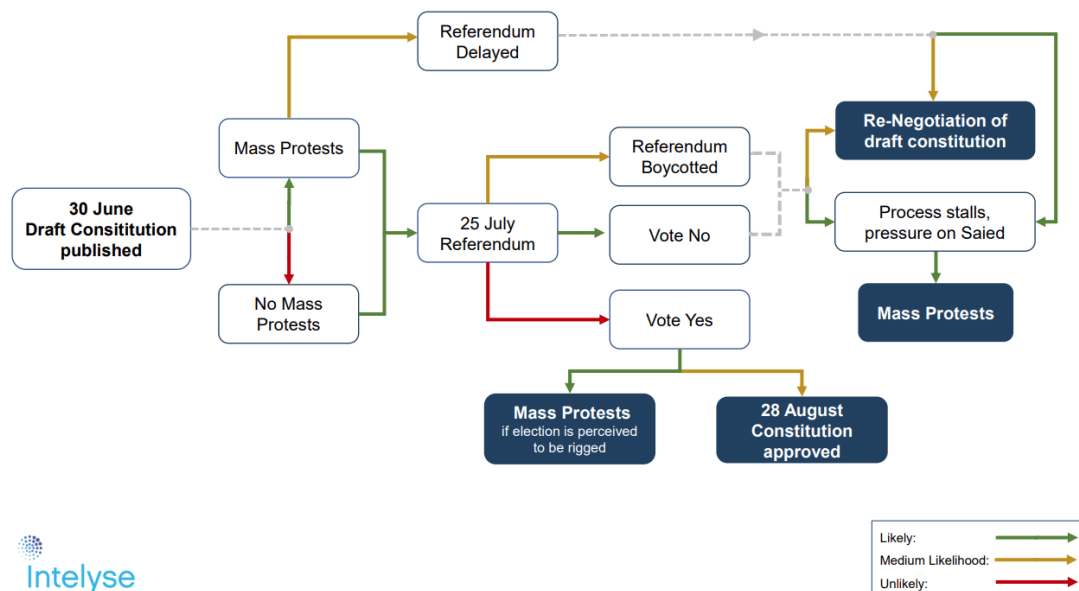 Referendum
Delayed
Mass Protests
Referendum
Boycotted
Re-Negotiation of
draft constitution
30 June
Draft Consititution
published
25 July
Referendum
Vote No
Process stalls,
pressure on Saied
No Mass
Protests
Vote Yes
Mass Protests
Mass Protests
if election is perceived
to be rigged
28 August
Constitution
approved
Likely:
Medium Likelihood:
Unlikely:
Intelyse